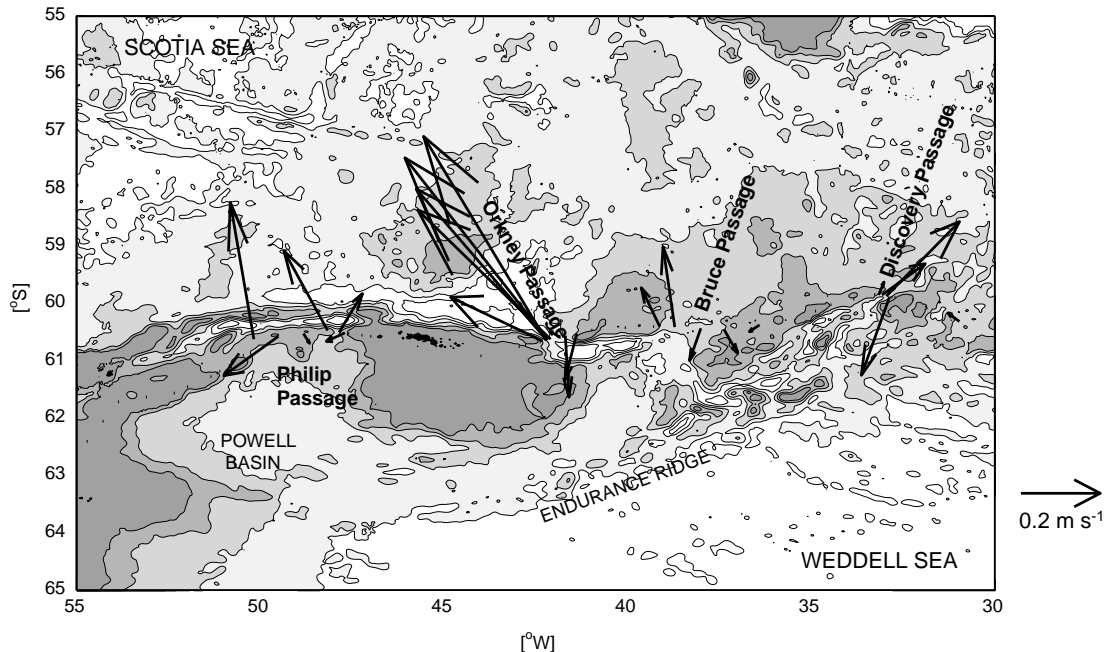 55
56
57
58
59
60
61
62
63
64
65
[°S]
SCOTIA SEA
Orkney Passage
Bruce Passage
Discovery Passage
Philip
Passage
POWELL
BASIN
ENDURANCE RIDGE
WEDDELL SEA
0.2 m s-1
55
50
45
40
35
30
[°W]